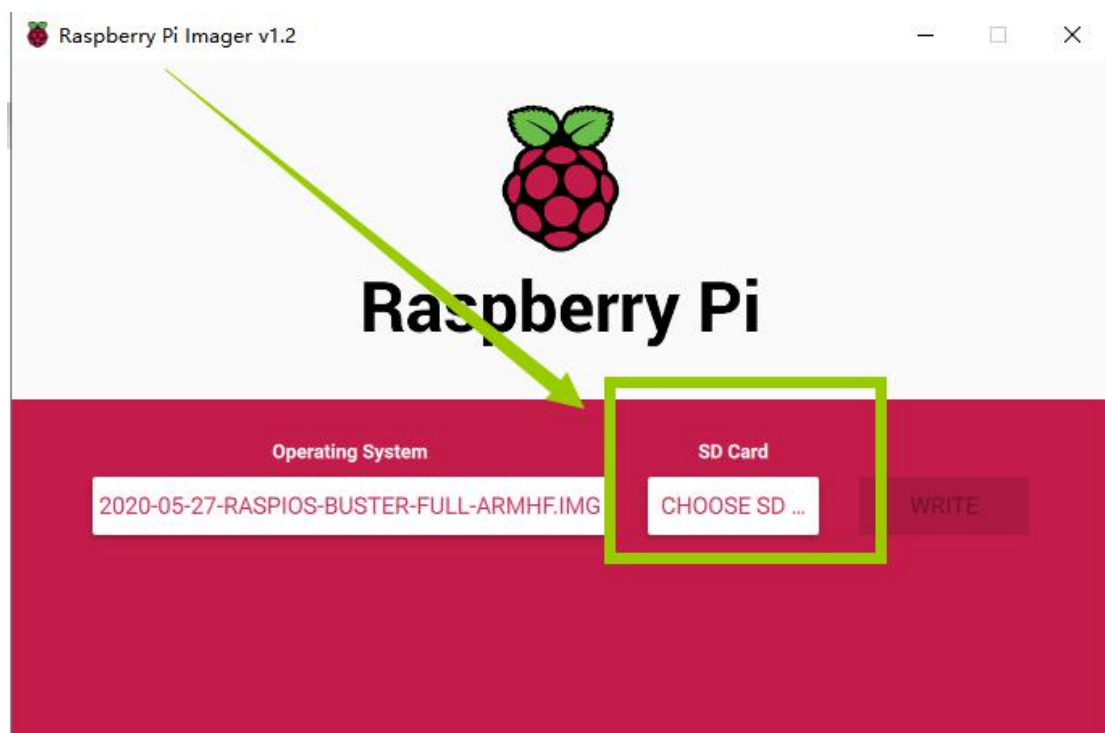 Raspberry Pi Imager v1.2
Raspberry Pi
Operating System
SD Card
2020-05-27-RASPIOS-BUSTER-FULL-ARMHF.IMG
CHOOSE SD ...
WRITE